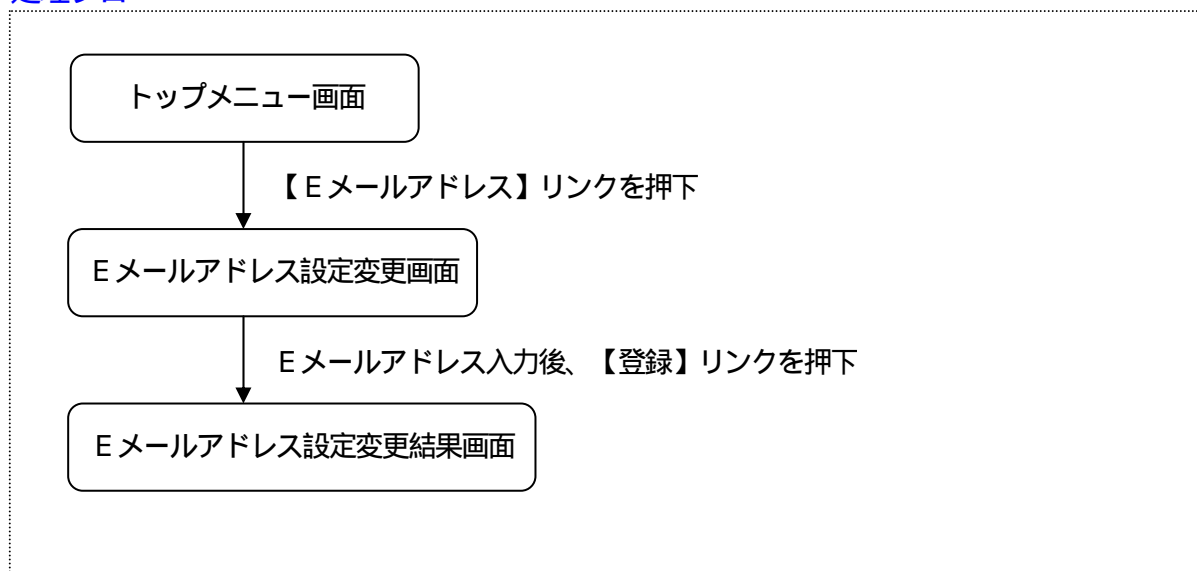 トップメニュー画面
【Ｅメールアドレス】リンクを押下
Ｅメールアドレス設定変更画面
Ｅメールアドレス入力後、【登録】リンクを押下
Ｅメールアドレス設定変更結果画面